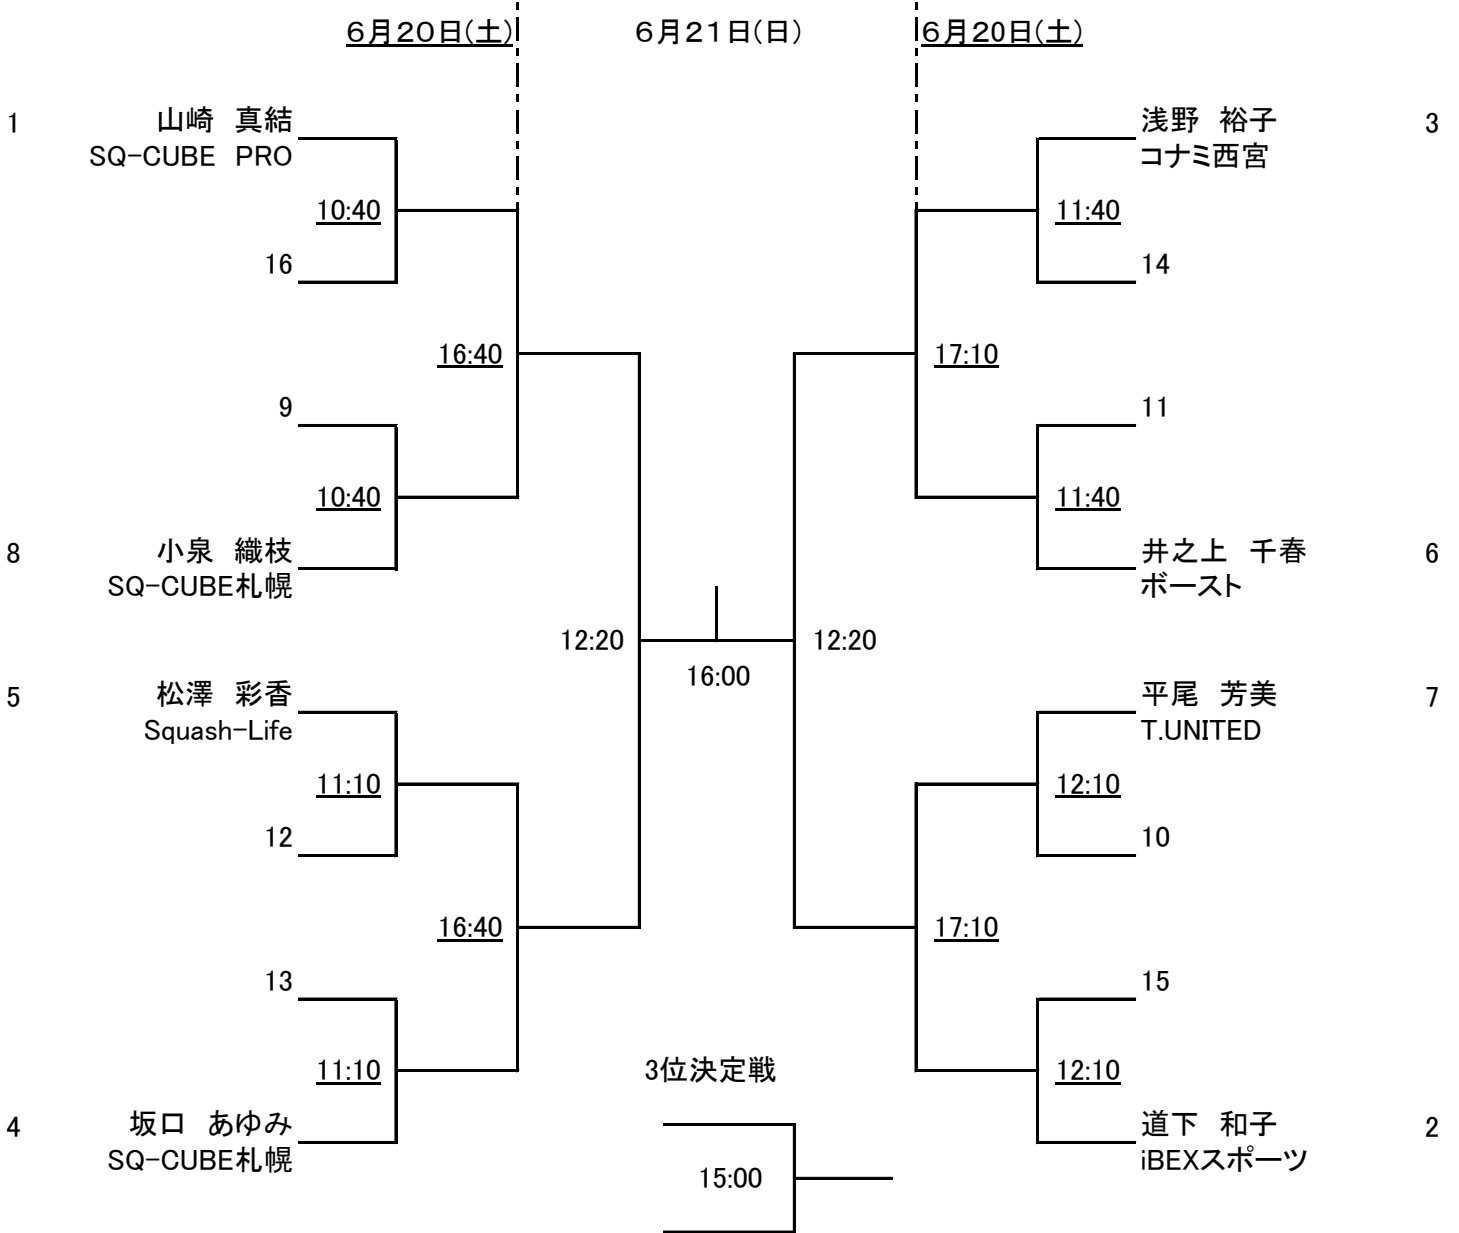 ６月２０日(土)
６月２１日(日)
６月20日(土)
1
山崎　真結
SQ-CUBE　PRO
10:40
16
16:40
9
10:40
8
小泉　織枝
SQ-CUBE札幌
12:20
5
松澤　彩香
Squash-Life
11:10
12
16:40
13
11:10
4
坂口　あゆみ
SQ-CUBE札幌
16:00
3位決定戦
15:00
浅野　裕子
3
コナミ西宮
11:40
14
17:10
11
11:40
井之上　千春
6
ボースト
12:20
平尾　芳美
7
T.UNITED
12:10
10
17:10
15
12:10
道下　和子
2
iBEXスポーツ